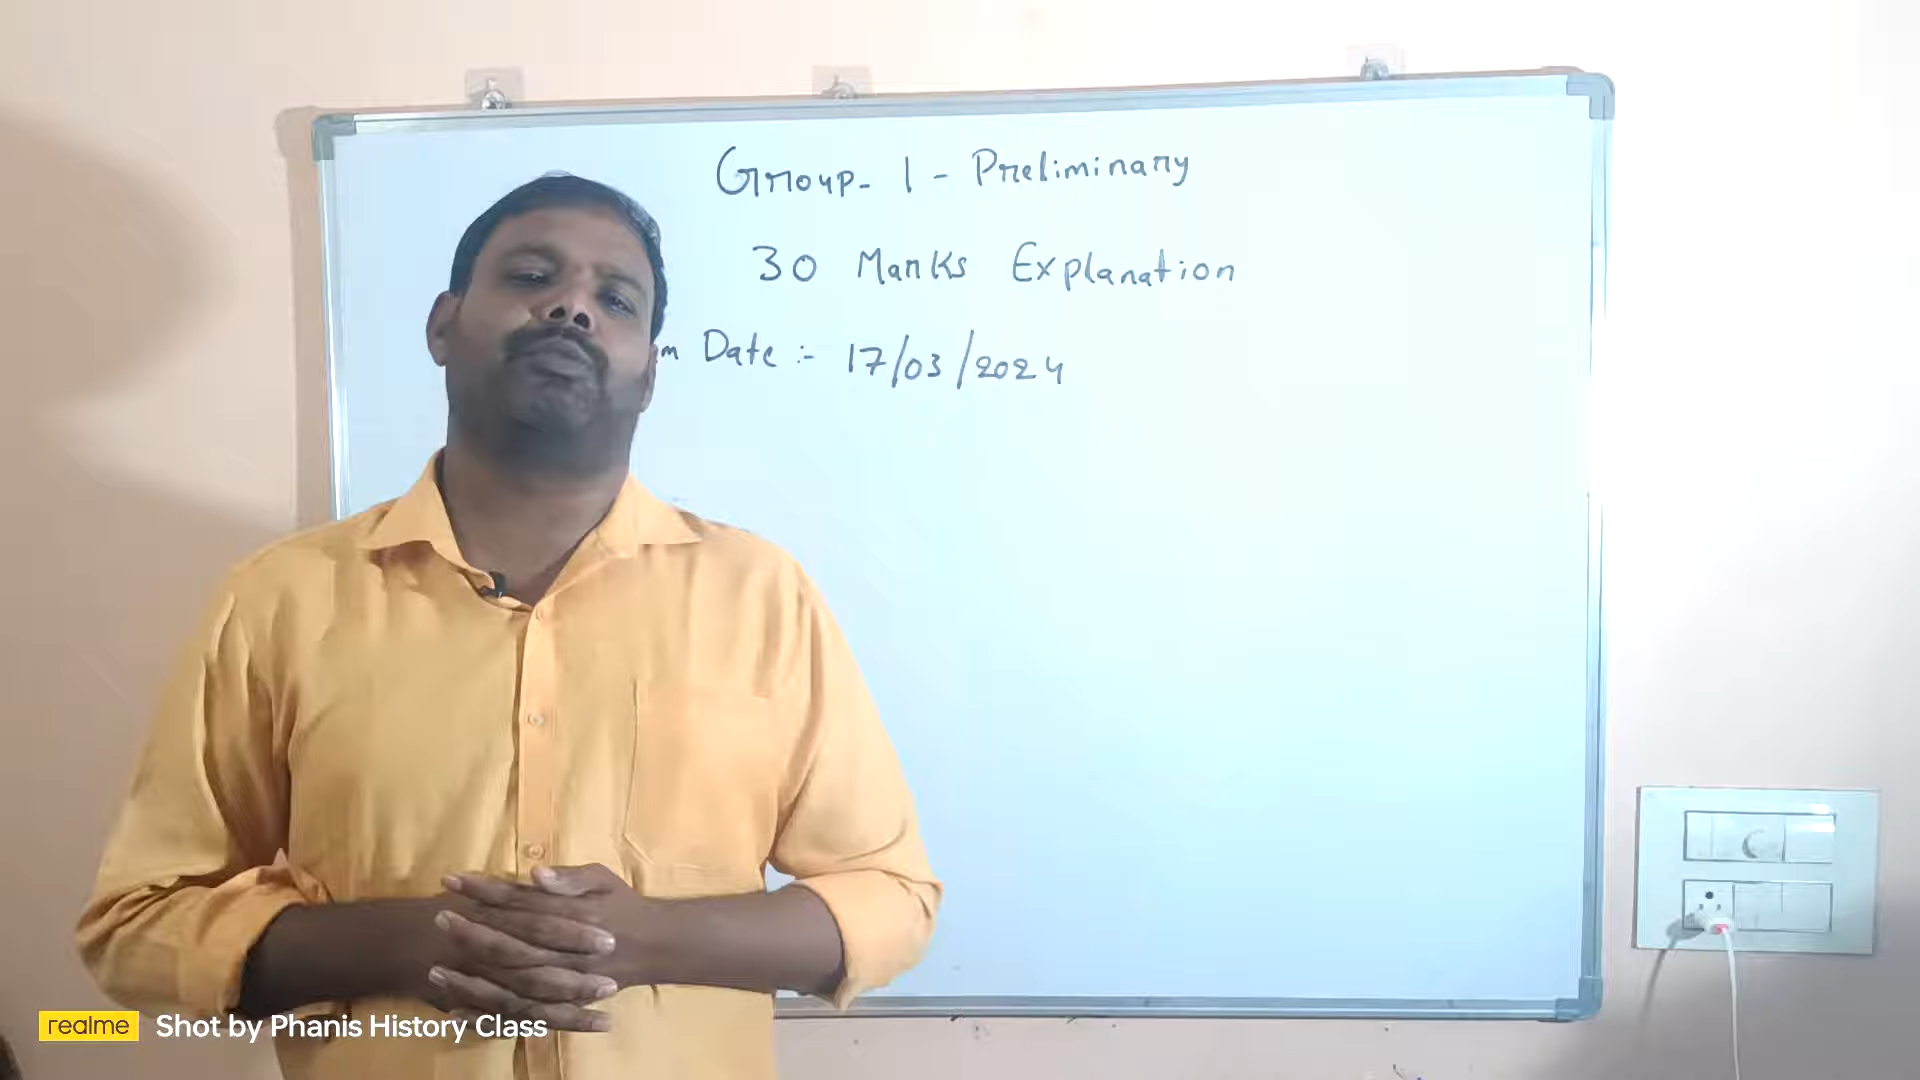 Group- 1 - Preliminary
30 Marks Explanation
m Date :- 17/03/2024
realme Shot by Phanis History Class